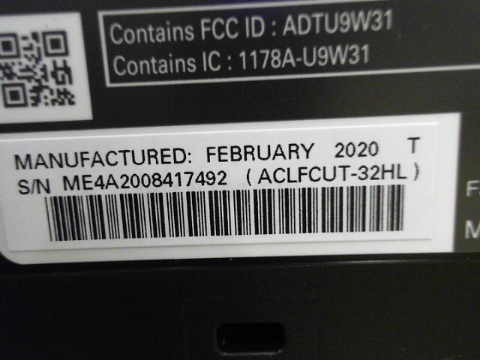 Contains FCC ID : ADTU9W31
Contains IC : 1178A-U9W31
MANUFACTURED: FEBRUARY 2020 T
S/N ME4A2008417492 (ACLFCUT-32HL)